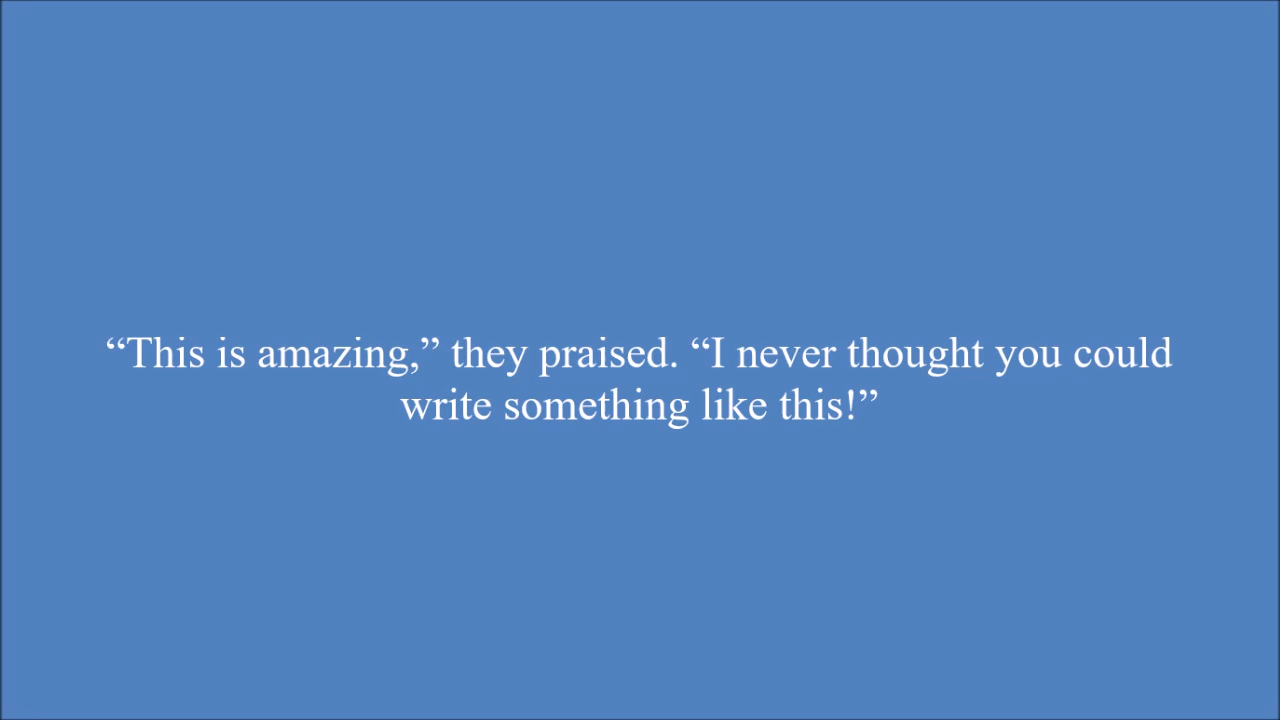 “This is amazing,” they praised. “I never thought you could
write something like this!”